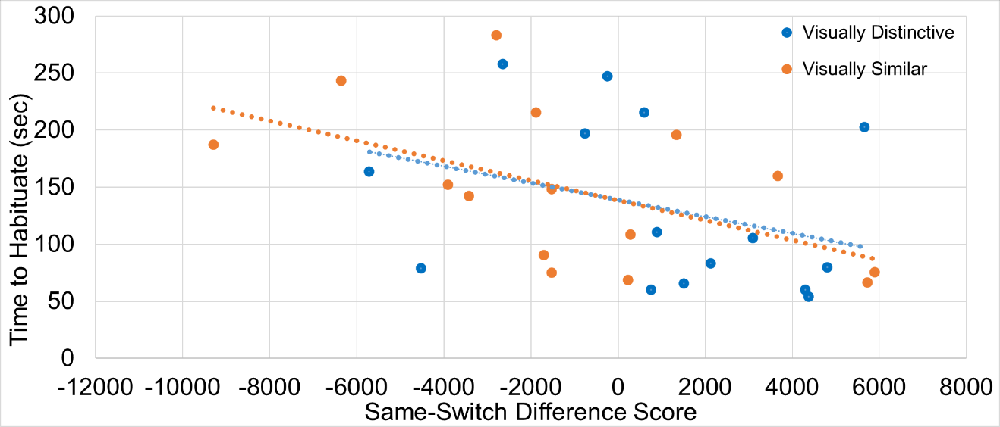 300
250
200
150
100
50
0
Time to Habituate (sec)
Visually Distinctive
Visually Similar
-12000 -10000 -8000 -6000 -4000 -2000 0 2000 4000 6000 8000
Same-Switch Difference Score